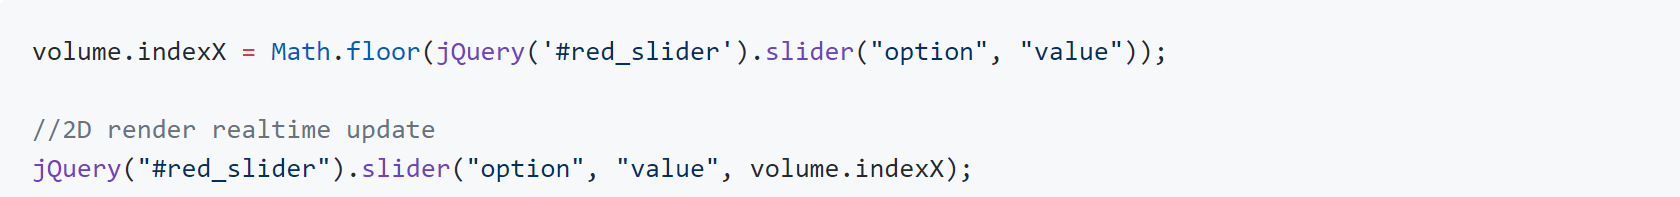 volume.indexX = Math.floor(jQuery('#red_slider').slider("option", "value"));
//2D render realtime update
jQuery("#red_slider").slider("option", "value", volume.indexX);